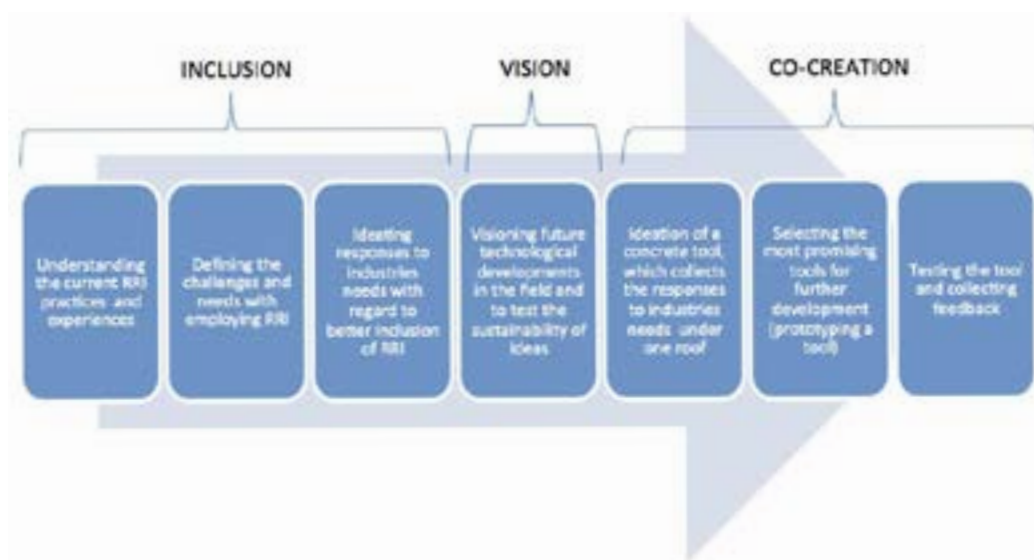 INCLUSION
VISION
CO-CREATION
Understanding
the current RRI
practices and
experiences
Defining the
challenges and
needs with
employing RRI
Ideating
responses to
industries
needs with
regard to
better inclusion
of RRI
Visioning future
technological
developments
in the field and
to test the
sustainability of
ideas
Ideation of a
concrete tool,
which collects
the responses
to industries
needs under
one roof
Selecting the
most promising
tools for
further
development
(prototyping a
tool)
Testing the tool
and collecting
feedback